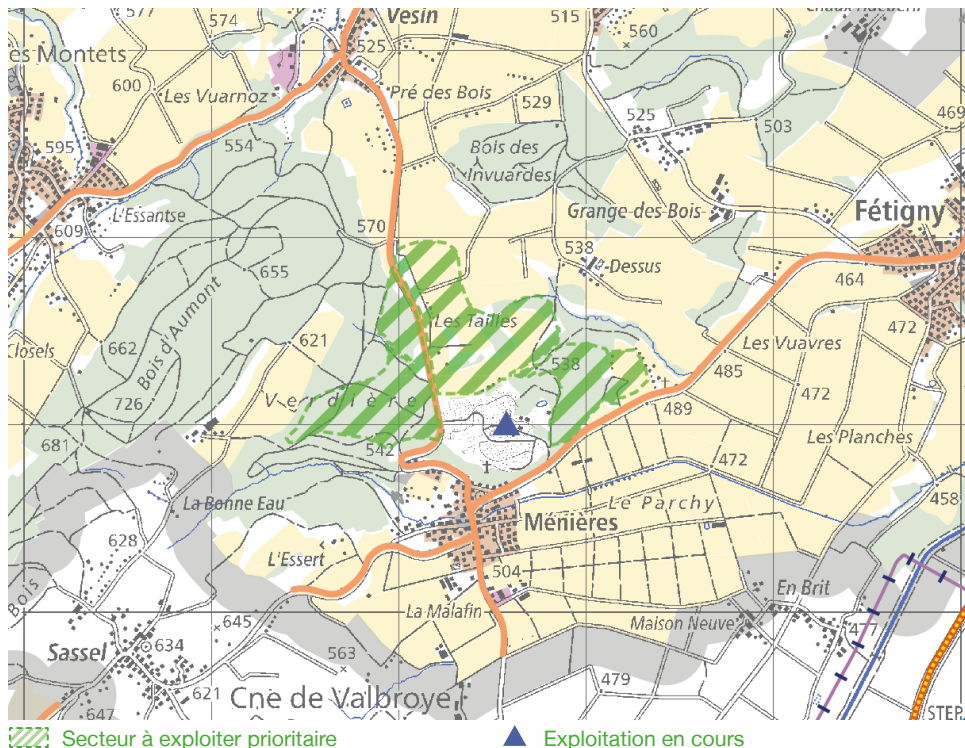 577
574
Vesin
515
560
es Montets
525
600
Les Vuarnoz
Pré des Bois
529
525
503
469
554
Bois des
Invuardes
595
L'Essantse
Grange-des-Bois
Fétigny
609
570
538
Dessus
464
655
Bois d'Aumont
Les Tailles
472
Closels
662
621
538
Les Vuavres
485
726
Verdière
489
472
681
542
Les Planches
472
458
La Bonne Eau
Le Parchy
Ménières
628
L'Essert
504
En Brit
Bois
La Malafin
Maison Neuve
645
477
Sassel
634
563
621
Cne de Valbroye
479
647
STEP
Secteur à exploiter prioritaire
Exploitation en cours